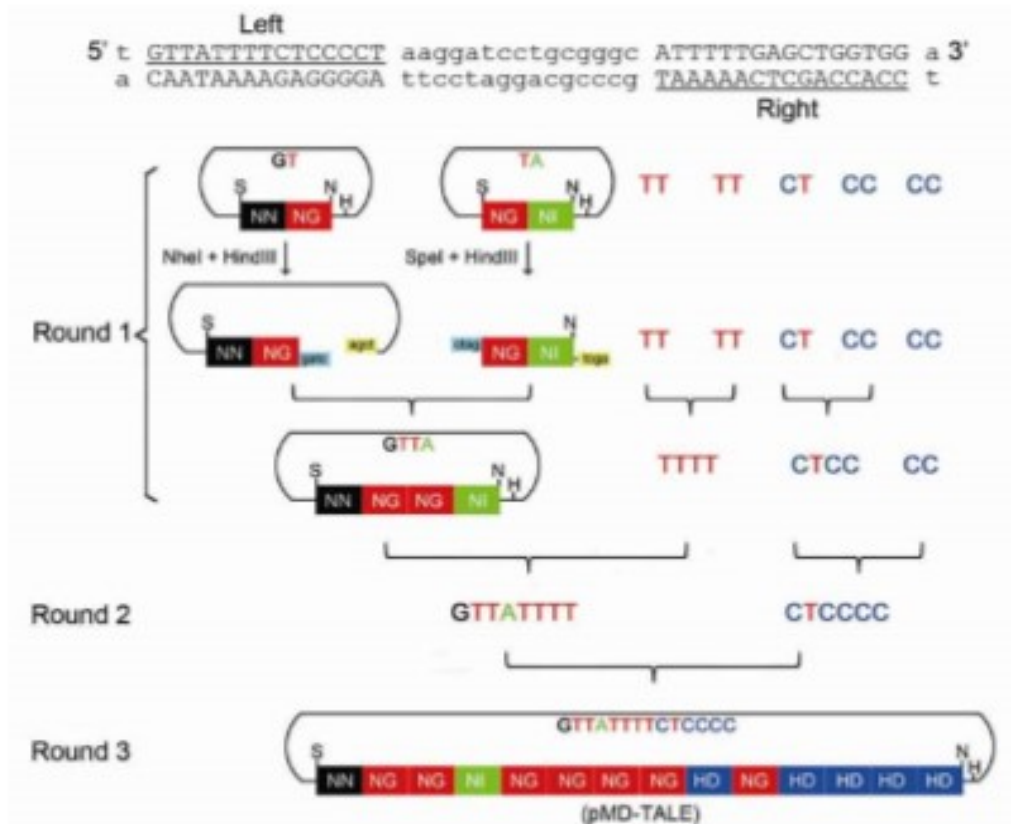 Left
5' t GTTATTTTCTCCCCT aaggatcctgcgggc ATTTTTGAGCTGGTGG a 3'
a CAATAAAAGAGGGGA ttcctaggacgcccg TAAAAACTCGACCACC t
Right
GT TA TT TT CT CC CC
S N H S N H
NN NG NG NI
NheI + HindIII SpeI + HindIII
Round 1
S N
NN NG agct ctag NG NI TT TT CT CC CC
GTTA TTTT CTCC CC
S N H
NN NG NG NI
Round 2 GTTATTTT CTCCCC
GTTATTTTCTCCCC
Round 3
S N H
NN NG NG NI NG NG NG NG HD NG HD HD HD HD
(pMD-TALE)